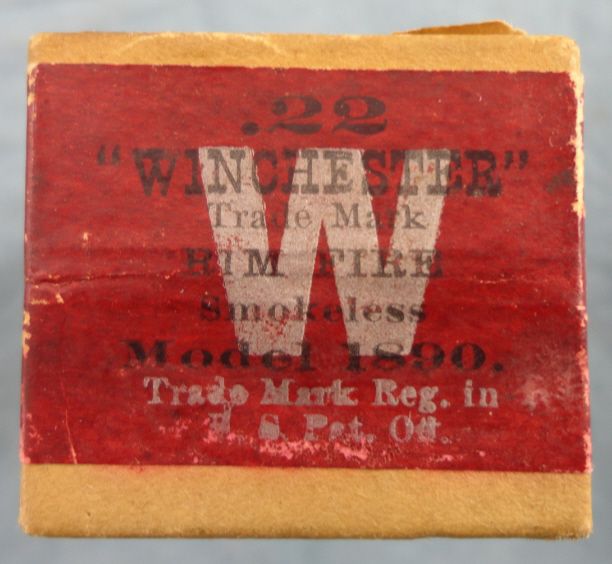 .22
"WINCHESTER"
Trade Mark
RIM FIRE
Smokeless
Model 1890.
W
Trade Mark Reg. in
U. S. Pat. Off.